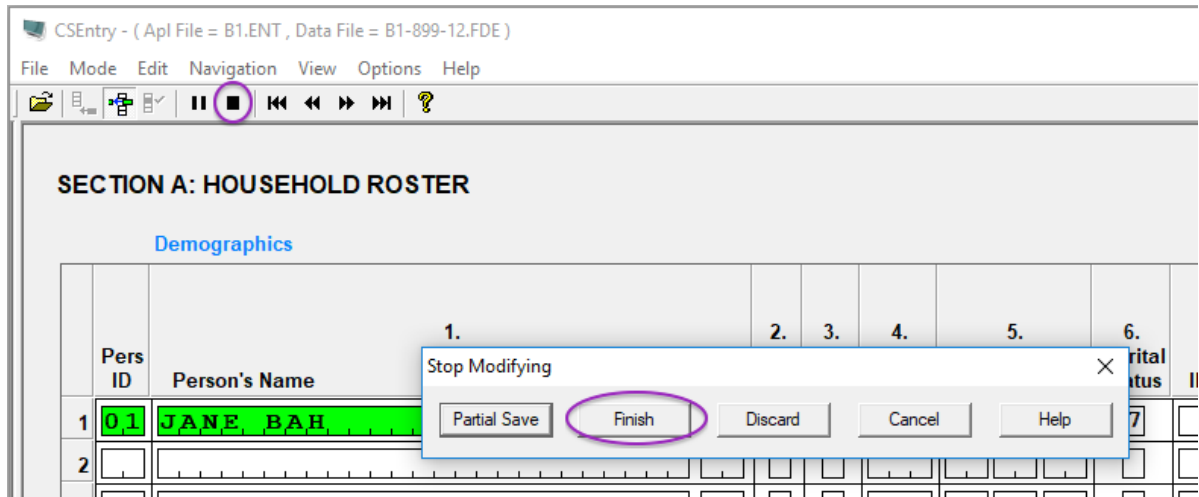 CSEntry - ( Apl File = B1.ENT , Data File = B1-899-12.FDE )
File Mode Edit Navigation View Options Help
SECTION A: HOUSEHOLD ROSTER
Demographics
1. 2. 3. 4. 5. 6.
Pers
ID Person's Name
Stop Modifying
rital
tus
Partial Save Finish Discard Cancel Help
1 01 JANE BAH 7
2